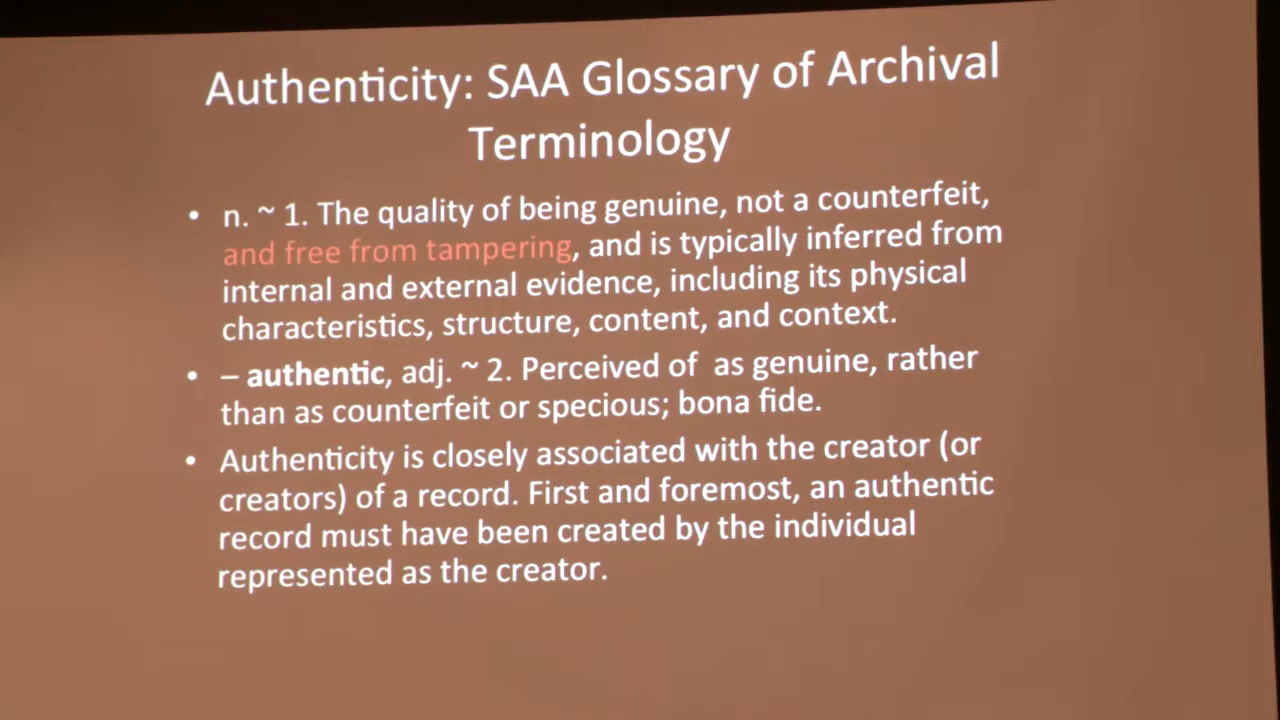 Authenticity: SAA Glossary of Archival
Terminology
• n. ~ 1. The quality of being genuine, not a counterfeit,
and free from tampering, and is typically inferred from
internal and external evidence, including its physical
characteristics, structure, content, and context.
• – authentic, adj. ~ 2. Perceived of as genuine, rather
than as counterfeit or specious; bona fide.
• Authenticity is closely associated with the creator (or
creators) of a record. First and foremost, an authentic
record must have been created by the individual
represented as the creator.